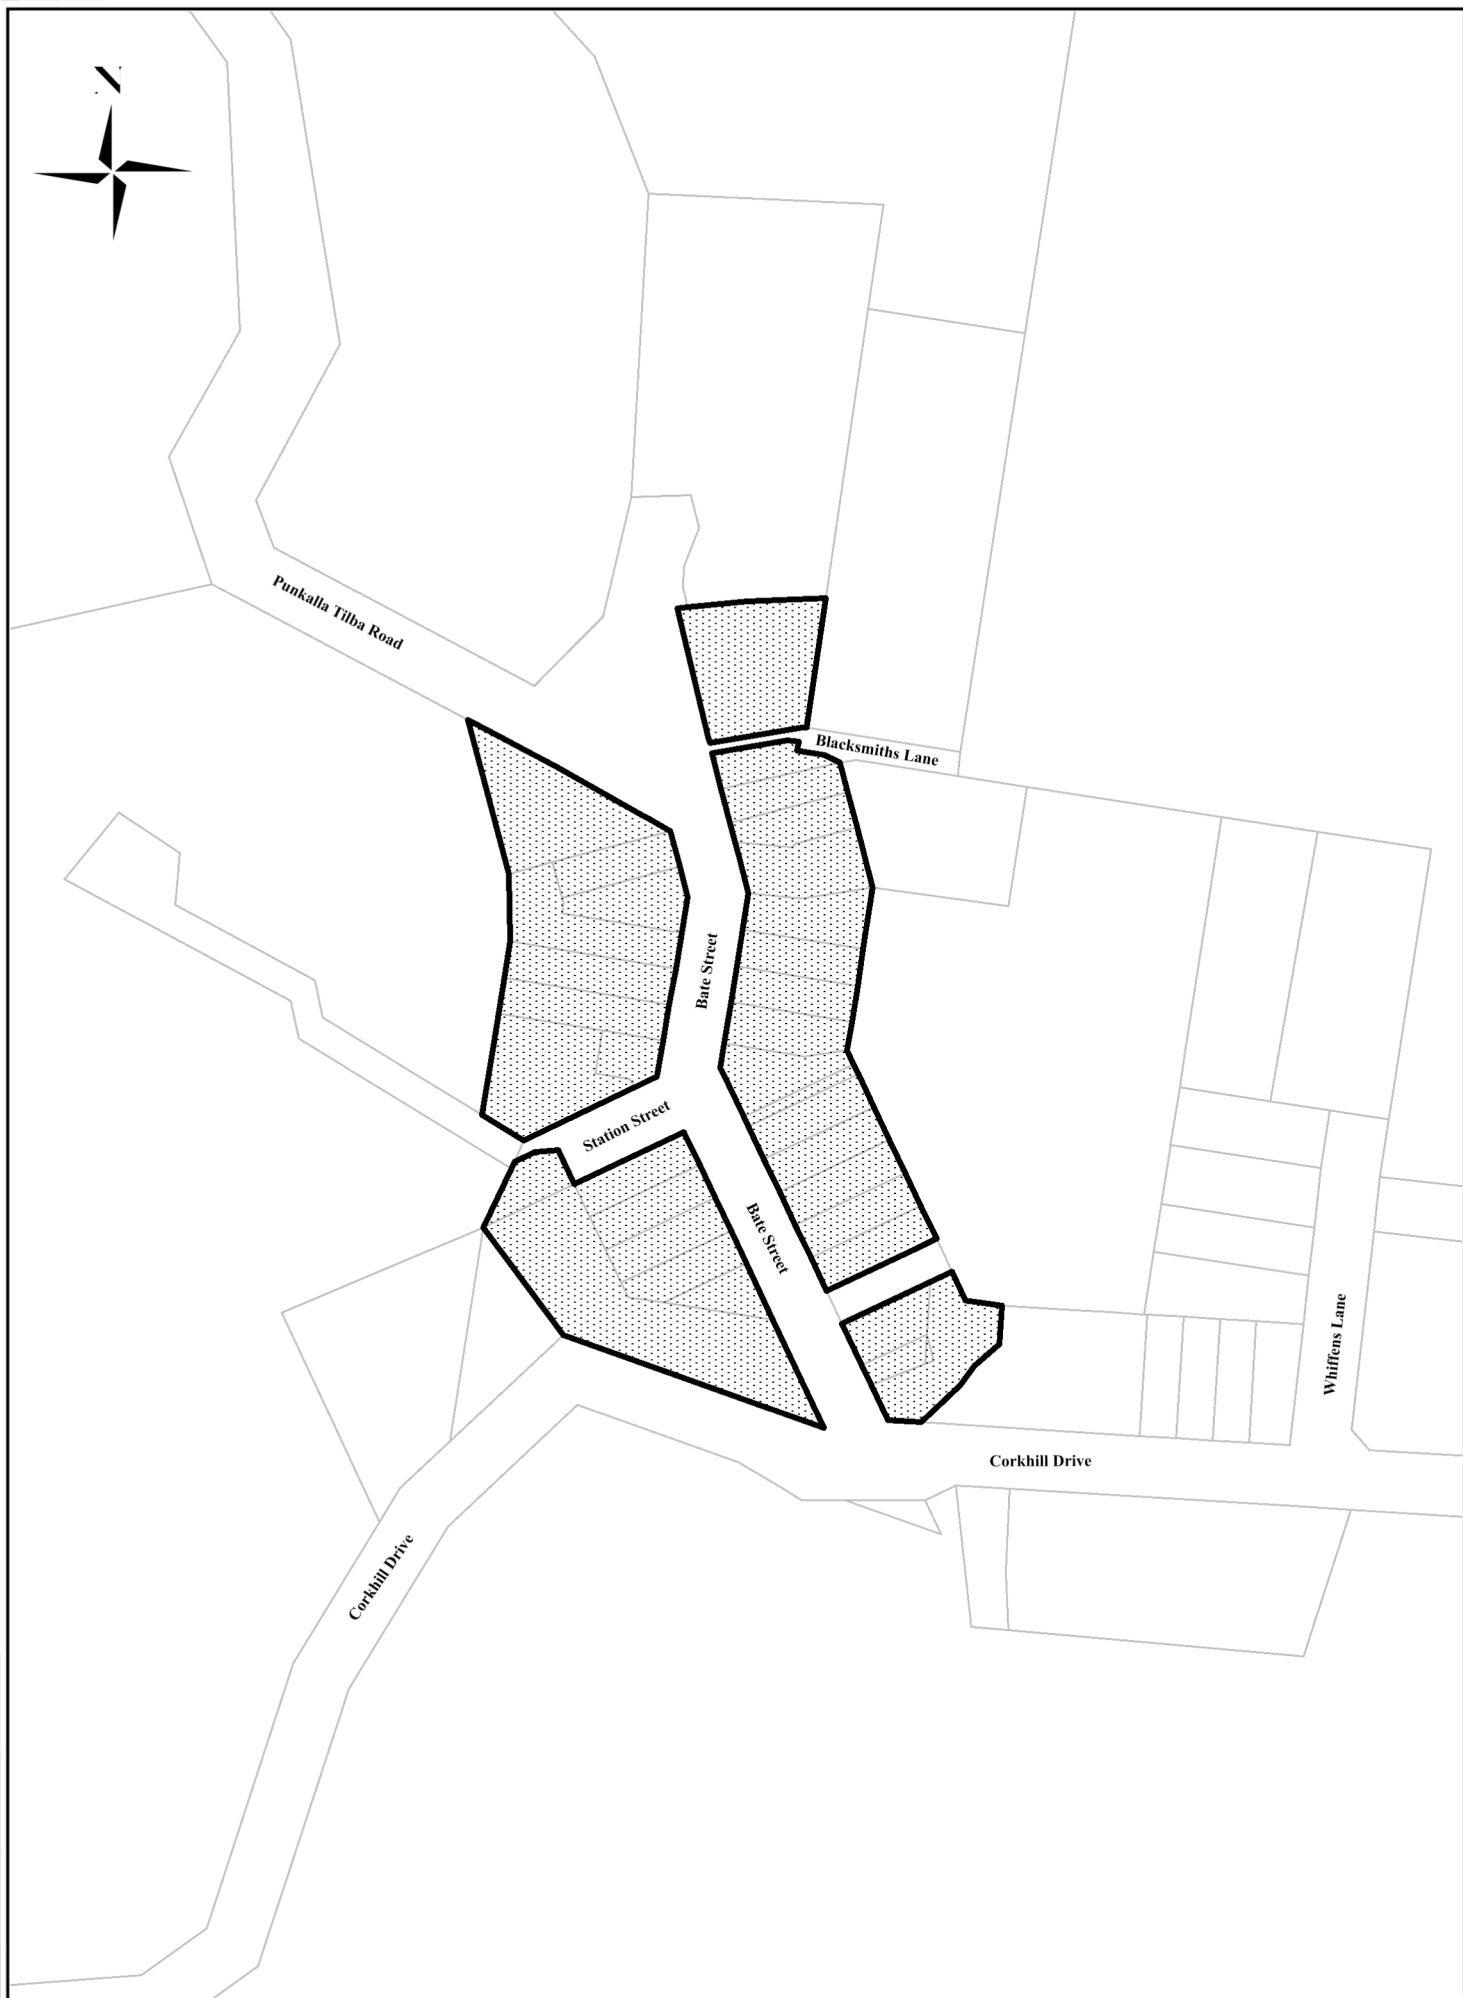 N
Punkalla Tilba Road
Blacksmiths Lane
Bate Street
Station Street
Bate Street
Whiffens Lane
Corkhill Drive
Corkhill Drive